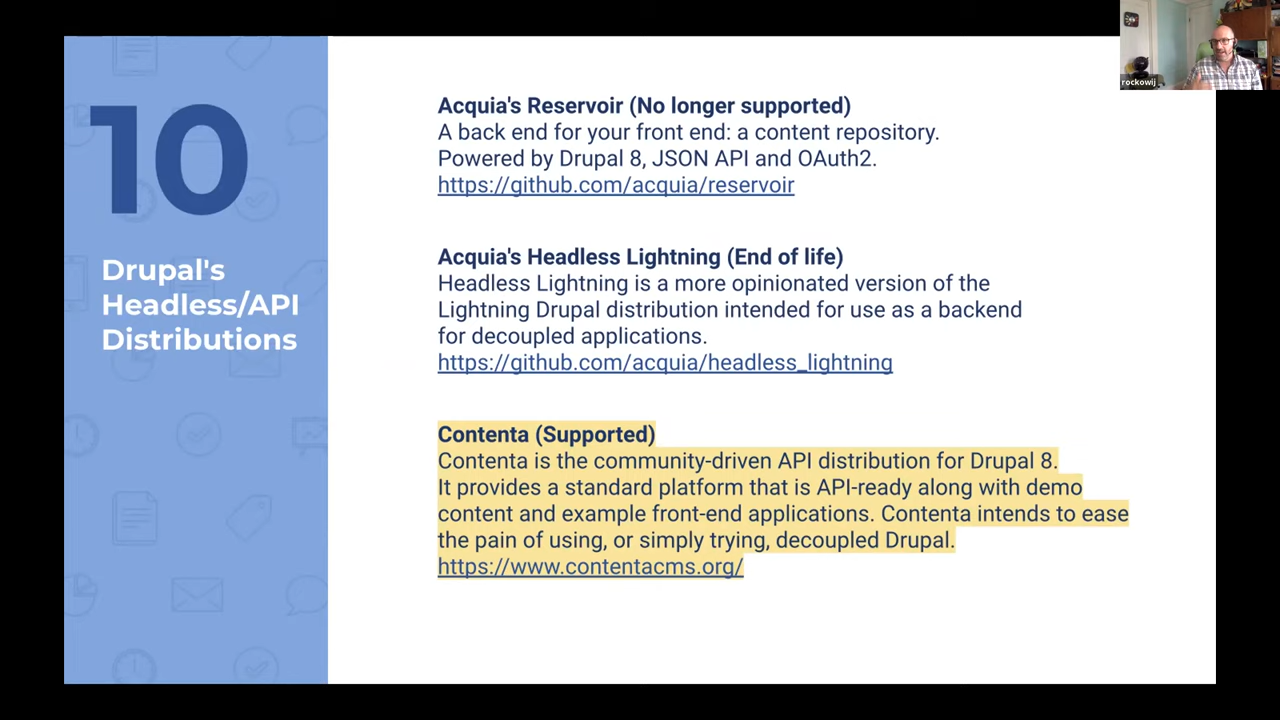 10
Drupal's
Headless/API
Distributions
Acquia's Reservoir (No longer supported)
A back end for your front end: a content repository.
Powered by Drupal 8, JSON API and OAuth2.
https://github.com/acquia/reservoir
Acquia's Headless Lightning (End of life)
Headless Lightning is a more opinionated version of the
Lightning Drupal distribution intended for use as a backend
for decoupled applications.
https://github.com/acquia/headless_lightning
Contenta (Supported)
Contenta is the community-driven API distribution for Drupal 8.
It provides a standard platform that is API-ready along with demo
content and example front-end applications. Contenta intends to ease
the pain of using, or simply trying, decoupled Drupal.
https://www.contentacms.org/
rockowij